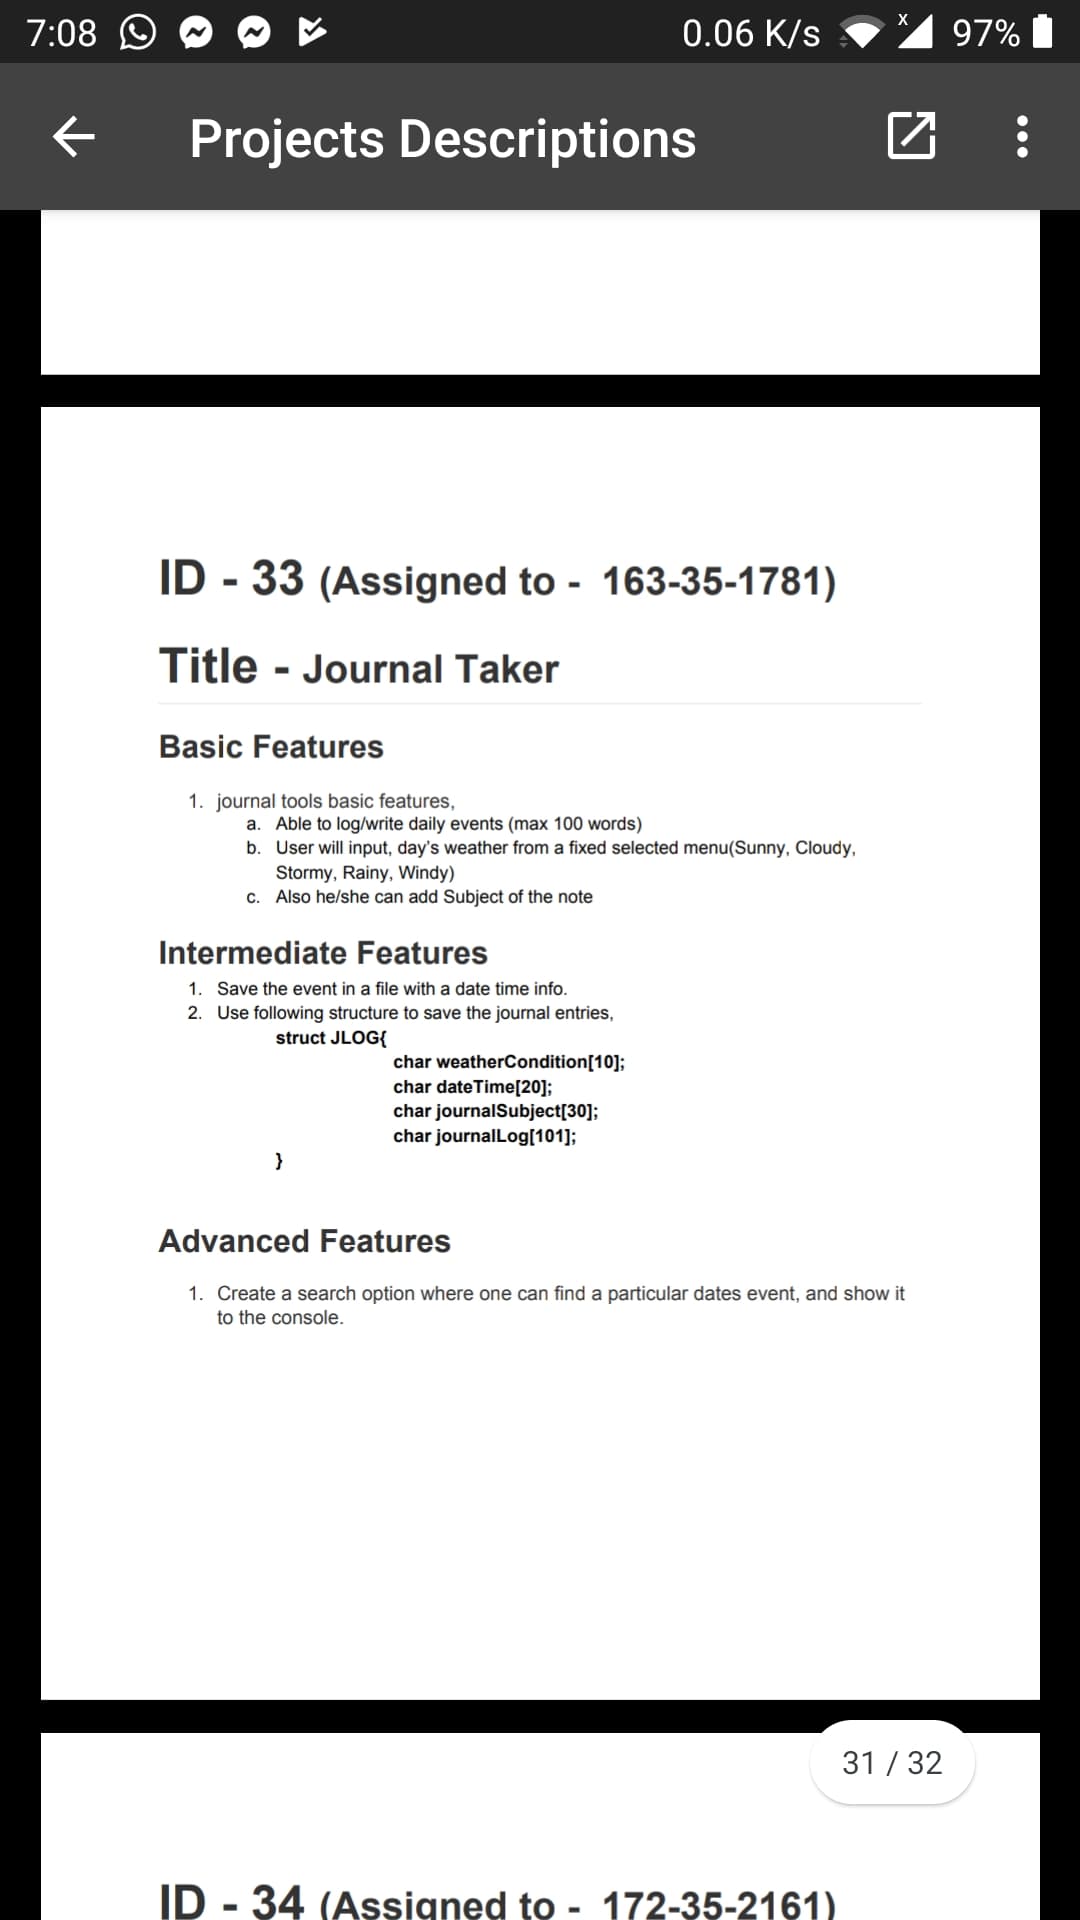 7:08
0.06 K/s
X
97%
Projects Descriptions
ID - 33 (Assigned to - 163-35-1781)
Title - Journal Taker
Basic Features
1. journal tools basic features,
a. Able to log/write daily events (max 100 words)
b. User will input, day's weather from a fixed selected menu(Sunny, Cloudy,
Stormy, Rainy, Windy)
c. Also he/she can add Subject of the note
Intermediate Features
1. Save the event in a file with a date time info.
2. Use following structure to save the journal entries,
struct JLOG{
char weatherCondition[10];
char dateTime[20];
char journalSubject[30];
char journalLog[101];
}
Advanced Features
1. Create a search option where one can find a particular dates event, and show it
to the console.
31 / 32
ID - 34 (Assigned to - 172-35-2161)